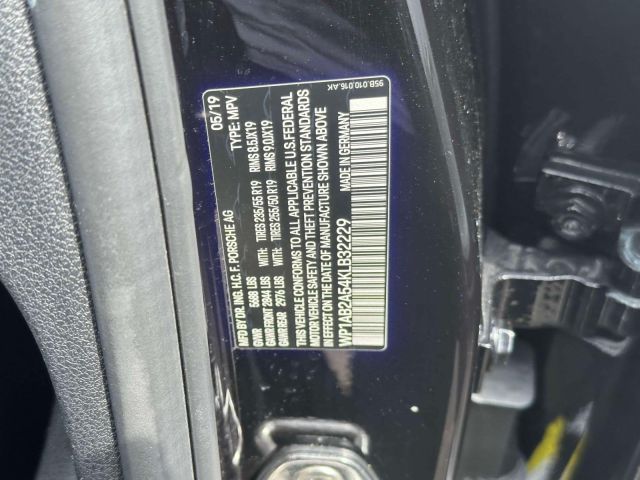 MFD BY DR. ING. H.C. F. PORSCHE AG 05/19
GVWR 5688 LBS TYPE: MPV
GAWR FRONT 2844 LBS WITH: TIRES 235/55 R19 RIMS 8.5JX19
GAWR REAR 2976 LBS WITH: TIRES 255/50 R19 RIMS 9.0JX19
THIS VEHICLE CONFORMS TO ALL APPLICABLE U.S. FEDERAL
MOTOR VEHICLE SAFETY AND THEFT PREVENTION STANDARDS
IN EFFECT ON THE DATE OF MANUFACTURE SHOWN ABOVE
WP1AB2A54KLB32229 MADE IN GERMANY
95B.010.016.AK